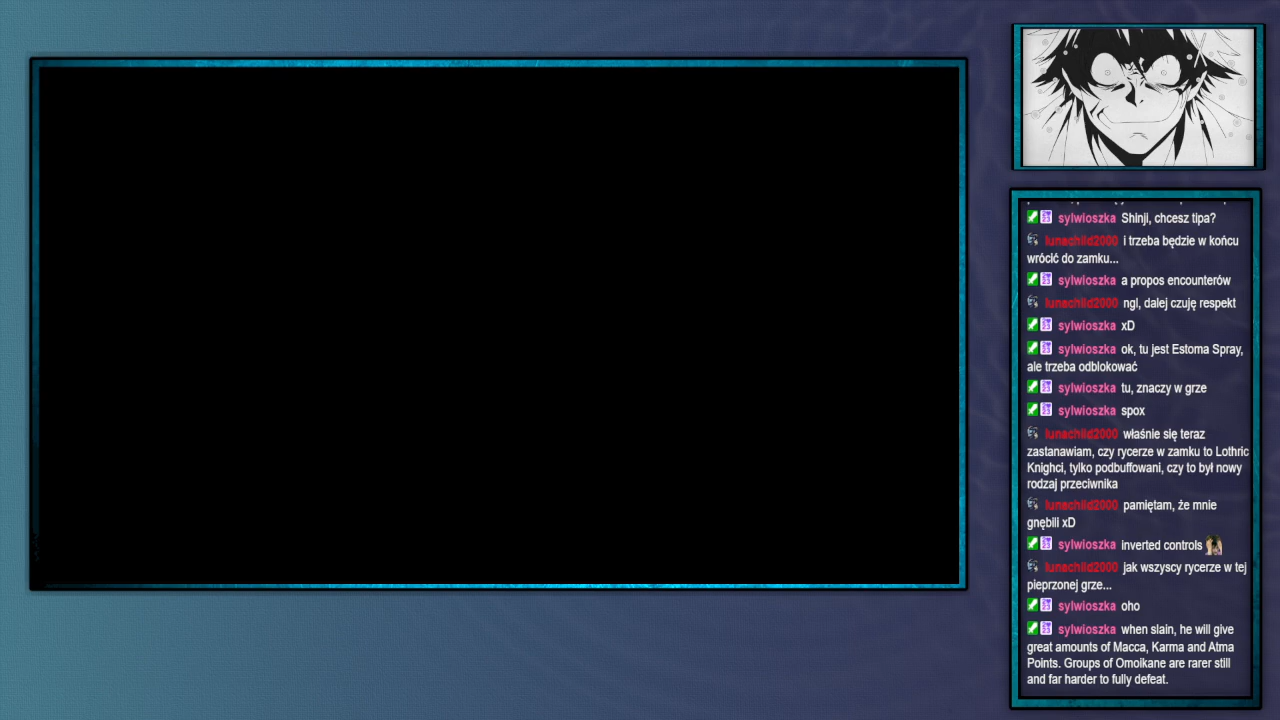 sylwioszka Shinji, chcesz tipa?
lunachild2000 i trzeba będzie w końcu
wrócić do zamku...
sylwioszka a propos encounterów
lunachild2000 ngl, dalej czuję respekt
sylwioszka xD
sylwioszka ok, tu jest Estoma Spray,
ale trzeba odblokować
sylwioszka tu, znaczy w grze
sylwioszka spox
lunachild2000 właśnie się teraz
zastanawiam, czy rycerze w zamku to Lothric
Knighci, tylko podbuffowani, czy to był nowy
rodzaj przeciwnika
lunachild2000 pamiętam, że mnie
gnębili xD
sylwioszka inverted controls
lunachild2000 jak wszyscy rycerze w tej
pieprzonej grze...
sylwioszka oho
sylwioszka when slain, he will give
great amounts of Macca, Karma and Atma
Points. Groups of Omoikane are rarer still
and far harder to fully defeat.